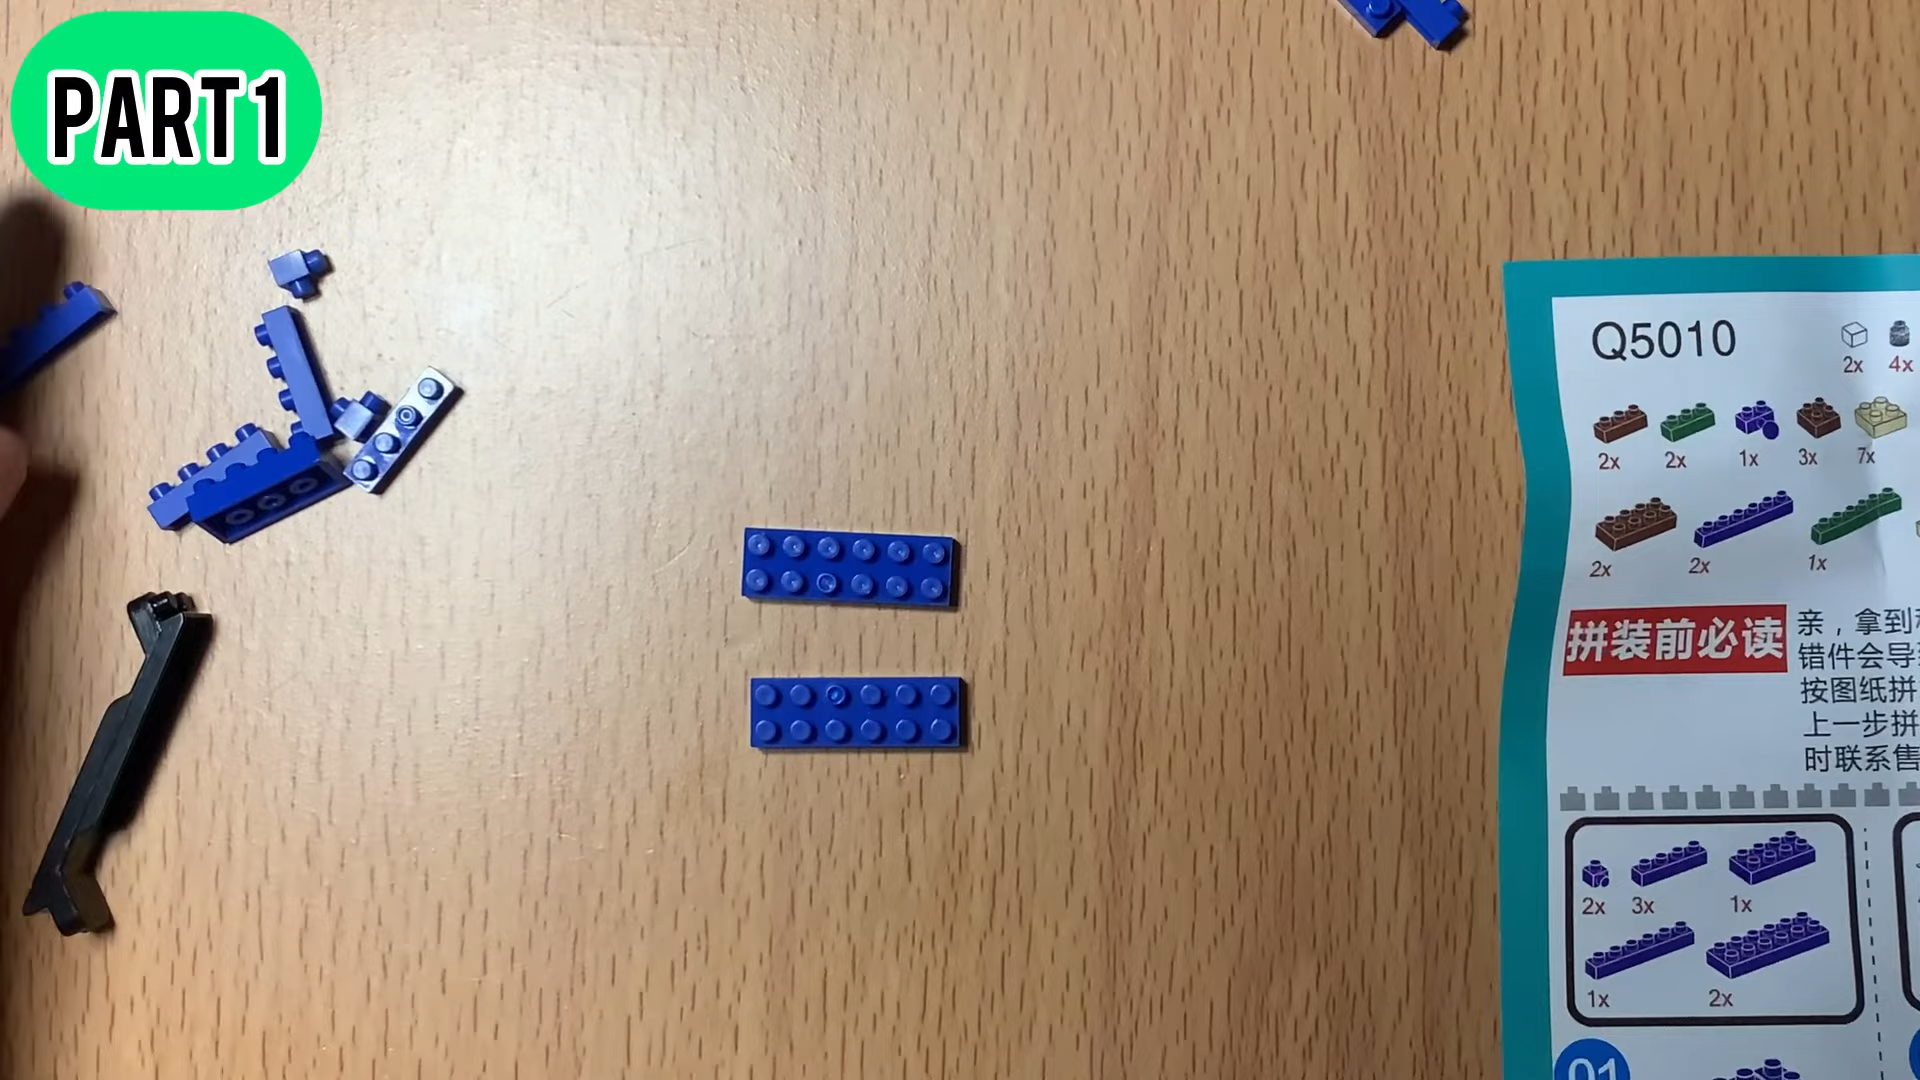 PART1
Q5010
2x 4x
2x 2x 1x 3x 7x
2x 2x 1x
拼装前必读
亲，拿到
错件会导
按图纸拼
上一步拼
时联系售
2x 3x 1x
1x 2x
01